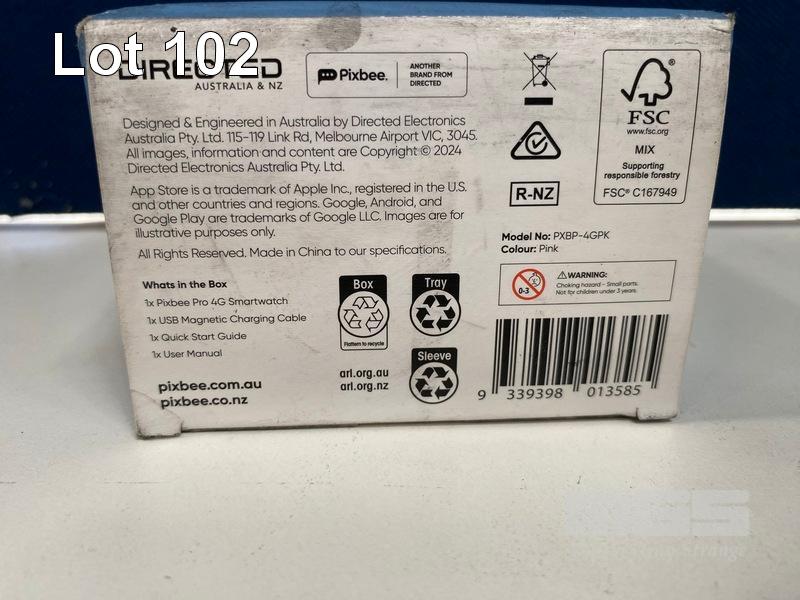 Lot 102
DIRECTED
AUSTRALIA & NZ
Pixbee.
ANOTHER
BRAND FROM
DIRECTED
Designed & Engineered in Australia by Directed Electronics
Australia Pty. Ltd. 115-119 Link Rd, Melbourne Airport VIC, 3045.
All images, information and content are Copyright © 2024
Directed Electronics Australia Pty. Ltd.
App Store is a trademark of Apple Inc., registered in the U.S.
and other countries and regions. Google, Android, and
Google Play are trademarks of Google LLC. Images are for
illustrative purposes only.
All Rights Reserved. Made in China to our specifications.
Whats in the Box
1x Pixbee Pro 4G Smartwatch
1x USB Magnetic Charging Cable
1x Quick Start Guide
1x User Manual
pixbee.com.au
pixbee.co.nz
Box
Flatten to recycle
Tray
Sleeve
arl.org.au
arl.org.nz
R-NZ
FSC
www.fsc.org
MIX
Supporting
responsible forestry
FSC® C167949
Model No: PXBP-4GPK
Colour: Pink
0-3
WARNING:
Choking hazard - Small parts.
Not for children under 3 years.
9 339398 013585